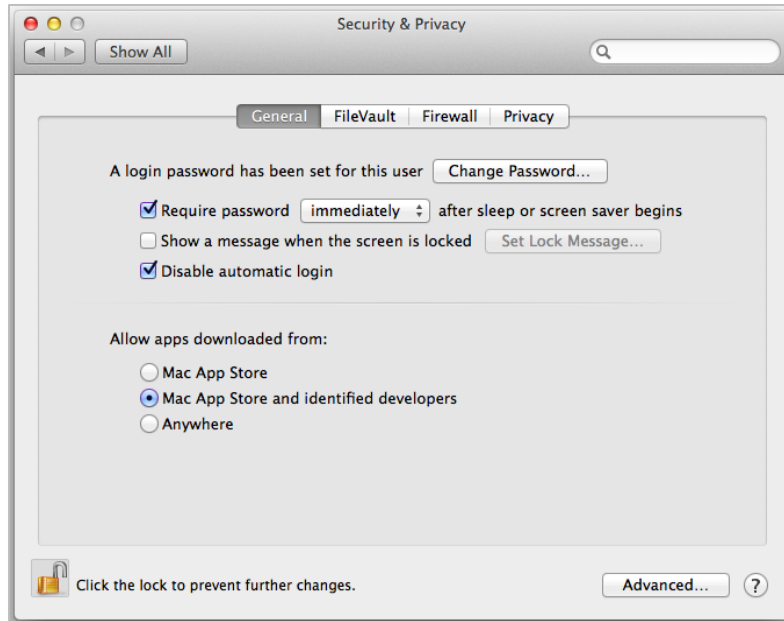 Security & Privacy
Show All
General FileVault Firewall Privacy
A login password has been set for this user Change Password...
Require password immediately after sleep or screen saver begins
Show a message when the screen is locked Set Lock Message...
Disable automatic login
Allow apps downloaded from:
Mac App Store
Mac App Store and identified developers
Anywhere
Click the lock to prevent further changes. Advanced... ?